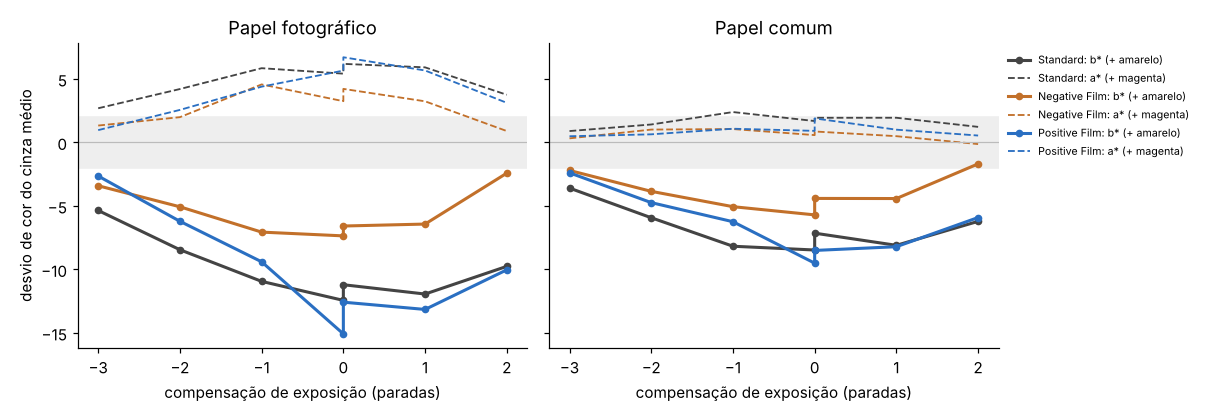 Papel fotográfico
Papel comum
desvio de cor do cinza médio
5
0
−5
−10
−15
−3
−2
−1
0
1
2
−3
−2
−1
0
1
2
compensação de exposição (paradas)
compensação de exposição (paradas)
Standard: b* (+ amarelo)
Standard: a* (+ magenta)
Negative Film: b* (+ amarelo)
Negative Film: a* (+ magenta)
Positive Film: b* (+ amarelo)
Positive Film: a* (+ magenta)